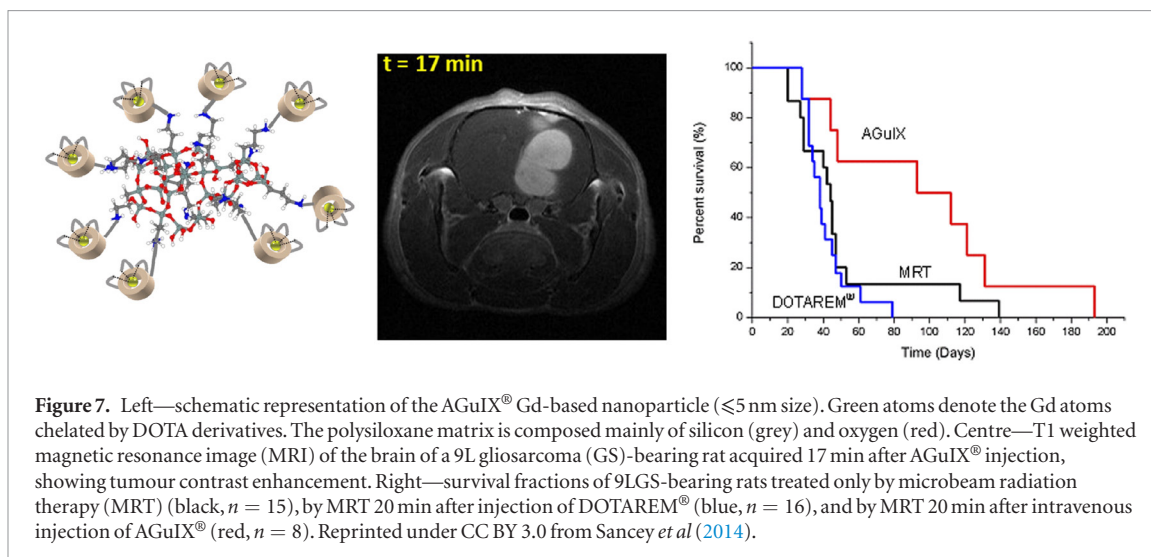 t = 17 min
100
80
60
40
20
0
Percent survival (%)
AGuIX
MRT
DOTAREM®
0 20 40 60 80 100 120 140 160 180 200
Time (Days)
Figure 7. Left—schematic representation of the AGuIX® Gd-based nanoparticle (⩽5 nm size). Green atoms denote the Gd atoms
chelated by DOTA derivatives. The polysiloxane matrix is composed mainly of silicon (grey) and oxygen (red). Centre—T1 weighted
magnetic resonance image (MRI) of the brain of a 9L gliosarcoma (GS)-bearing rat acquired 17 min after AGuIX® injection,
showing tumour contrast enhancement. Right—survival fractions of 9LGS-bearing rats treated only by microbeam radiation
therapy (MRT) (black, n = 15), by MRT 20 min after injection of DOTAREM® (blue, n = 16), and by MRT 20 min after intravenous
injection of AGuIX® (red, n = 8). Reprinted under CC BY 3.0 from Sancey et al (2014).